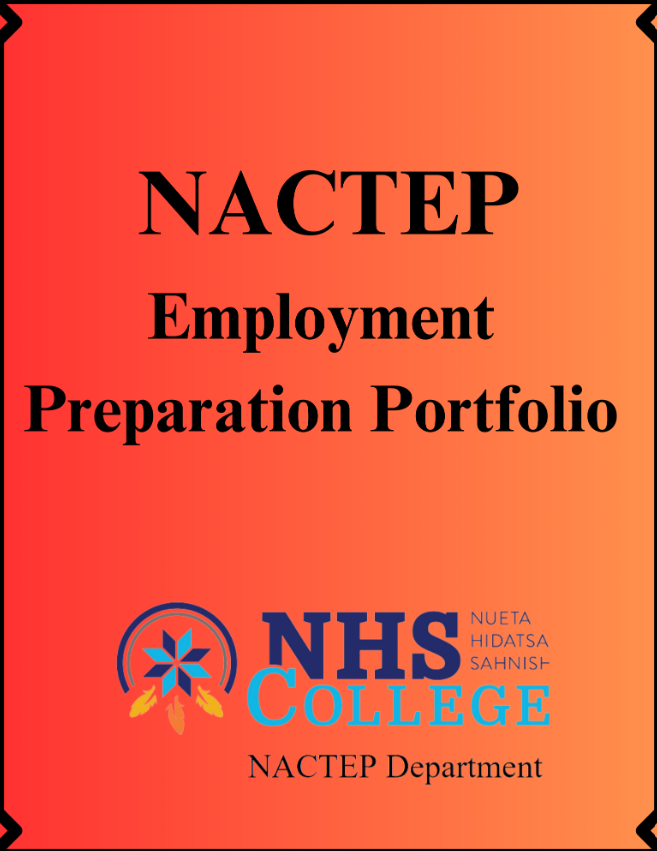 NACTEP
Employment
Preparation Portfolio
NHS
NUETA
HIDATSA
SAHNISH
COLLEGE
NACTEP Department